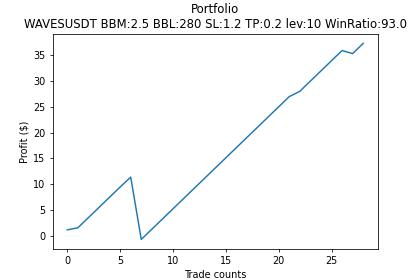 Portfolio
WAVESUSDT BBM:2.5 BBL:280 SL:1.2 TP:0.2 lev:10 WinRatio:93.0
35
30
25
20
15
10
5
0
Profit ($)
0 5 10 15 20 25
Trade counts